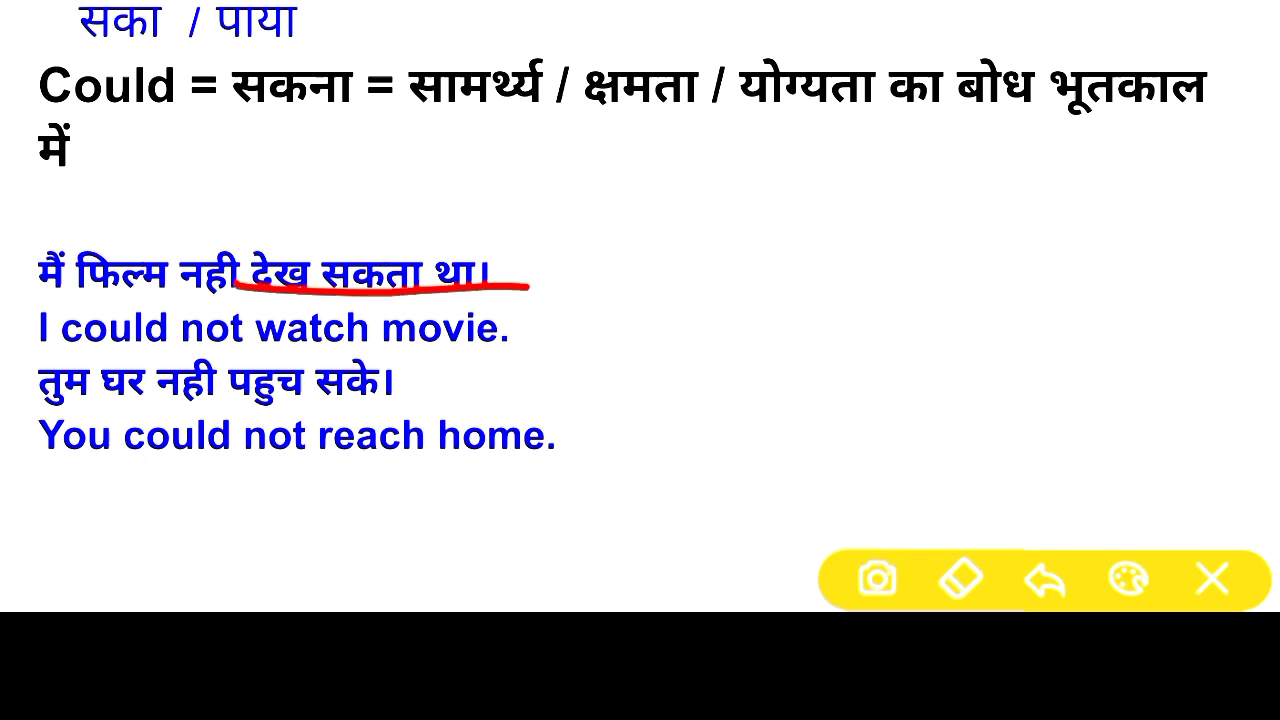 सका / पाया
Could = सकना = सामर्थ्य / क्षमता / योग्यता का बोध भूतकाल
में
मैं फिल्म नही देख सकता था।
I could not watch movie.
तुम घर नही पहुच सके।
You could not reach home.